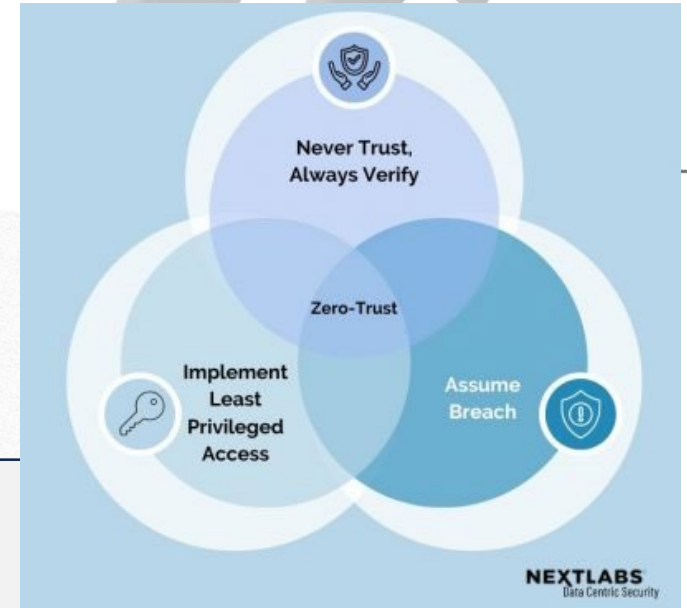 Never Trust,
Always Verify
Zero-Trust
Implement
Least
Privileged
Access
Assume
Breach
NEXTLABS
Data Centric Security